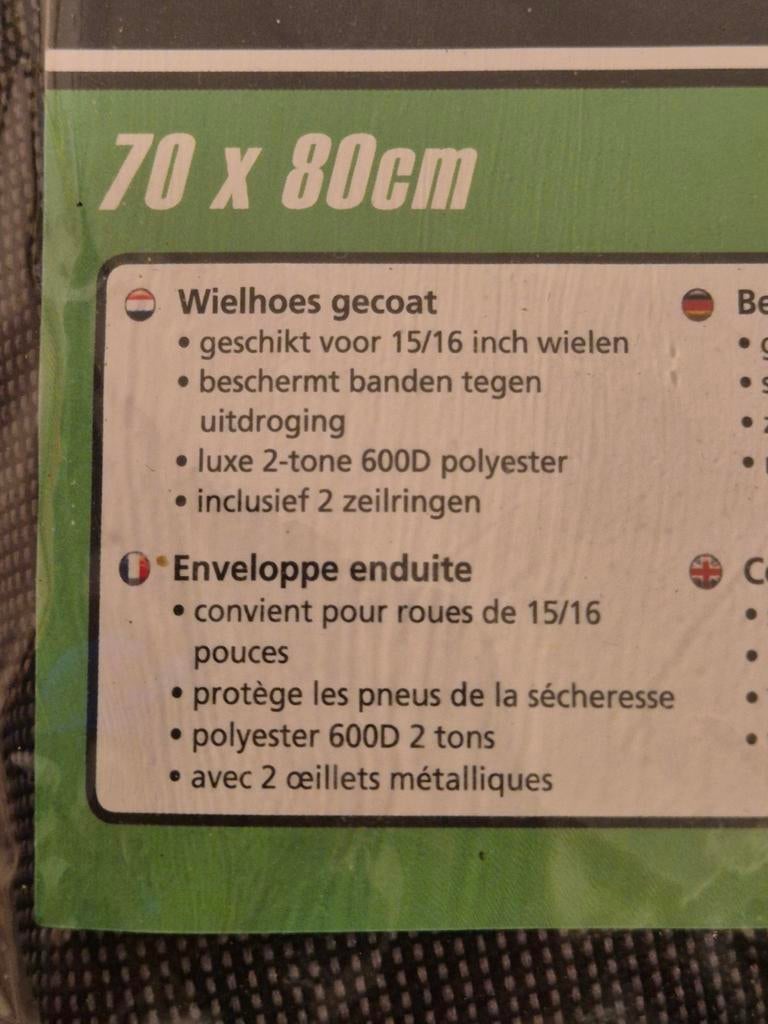 70 x 80cm
Wielhoes gecoat
• geschikt voor 15/16 inch wielen
• beschermt banden tegen
uitdroging
• luxe 2-tone 600D polyester
• inclusief 2 zeilringen
Enveloppe enduite
• convient pour roues de 15/16
pouces
• protège les pneus de la sécheresse
• polyester 600D 2 tons
• avec 2 œillets métalliques